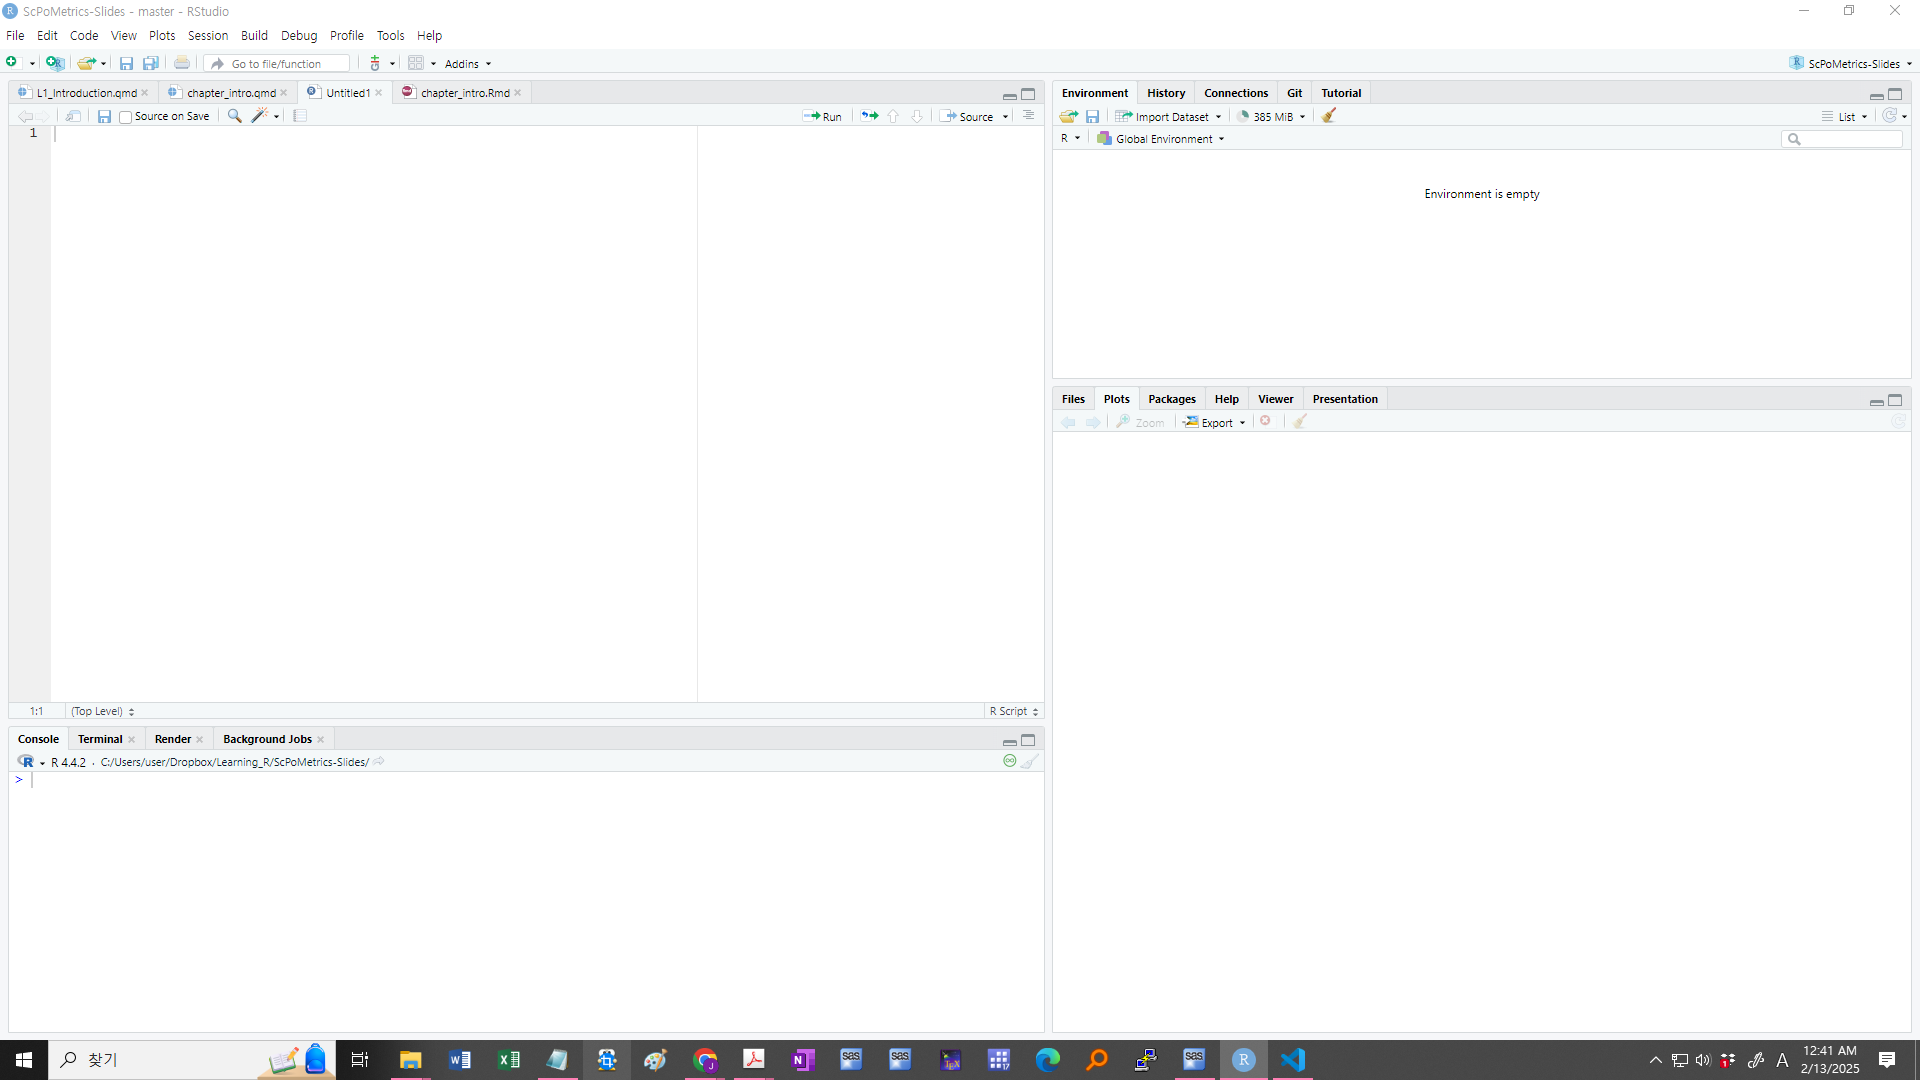 ScPoMetrics-Slides - master - RStudio
File Edit Code View Plots Session Build Debug Profile Tools Help
Go to file/function Addins ScPoMetrics-Slides
L1_Introduction.qmd chapter_intro.qmd Untitled1 chapter_intro.Rmd
Source on Save Run Source
1
1:1 (Top Level) R Script
Console Terminal Render Background Jobs
R 4.4.2 · C:/Users/user/Dropbox/Learning_R/ScPoMetrics-Slides/
>
Environment History Connections Git Tutorial
Import Dataset 385 MiB List
R Global Environment
Environment is empty
Files Plots Packages Help Viewer Presentation
Zoom Export
찾기
A 12:41 AM
2/13/2025